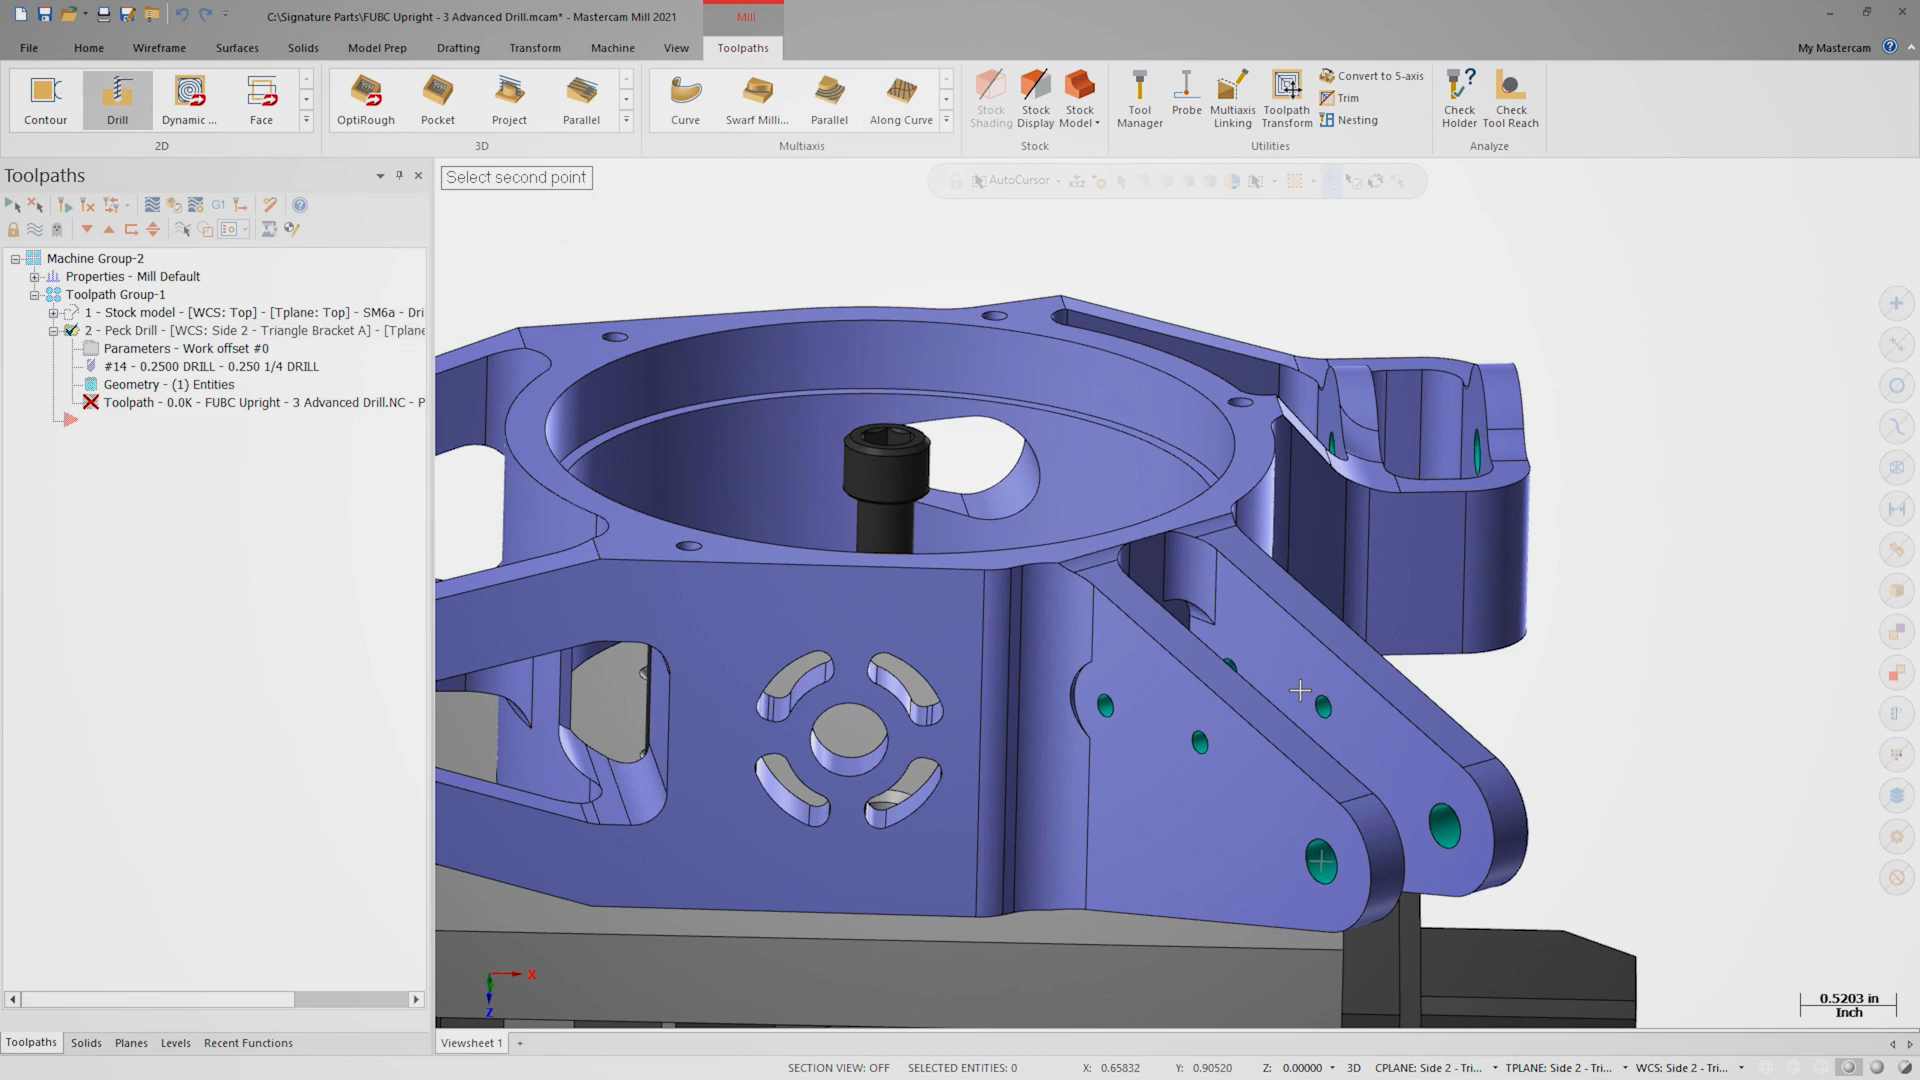 C:\Signature Parts\FUBC Upright - 3 Advanced Drill.mcam* - Mastercam Mill 2021
Mill
File Home Wireframe Surfaces Solids Model Prep Drafting Transform Machine View Toolpaths
My Mastercam
Contour Drill Dynamic ... Face
2D
OptiRough Pocket Project Parallel
3D
Curve Swarf Milli... Parallel Along Curve
Multiaxis
Stock Shading
Stock Display
Stock Model
Stock
Tool Manager
Probe
Multiaxis Linking
Toolpath Transform
Convert to 5-axis
Trim
Nesting
Utilities
Check Holder
Check Tool Reach
Analyze
Toolpaths
G1
Select second point
AutoCursor
Machine Group-2
Properties - Mill Default
Toolpath Group-1
1 - Stock model - [WCS: Top] - [Tplane: Top] - SM6a - Dri
2 - Peck Drill - [WCS: Side 2 - Triangle Bracket A] - [Tplane
Parameters - Work offset #0
#14 - 0.2500 DRILL - 0.250 1/4 DRILL
Geometry - (1) Entities
Toolpath - 0.0K - FUBC Upright - 3 Advanced Drill.NC - P
X
Z
0.5203 in
Inch
Toolpaths Solids Planes Levels Recent Functions
Viewsheet 1 +
SECTION VIEW: OFF SELECTED ENTITIES: 0 X: 0.65832 Y: 0.90520 Z: 0.00000 3D CPLANE: Side 2 - Tri... TPLANE: Side 2 - Tri... WCS: Side 2 - Tri...